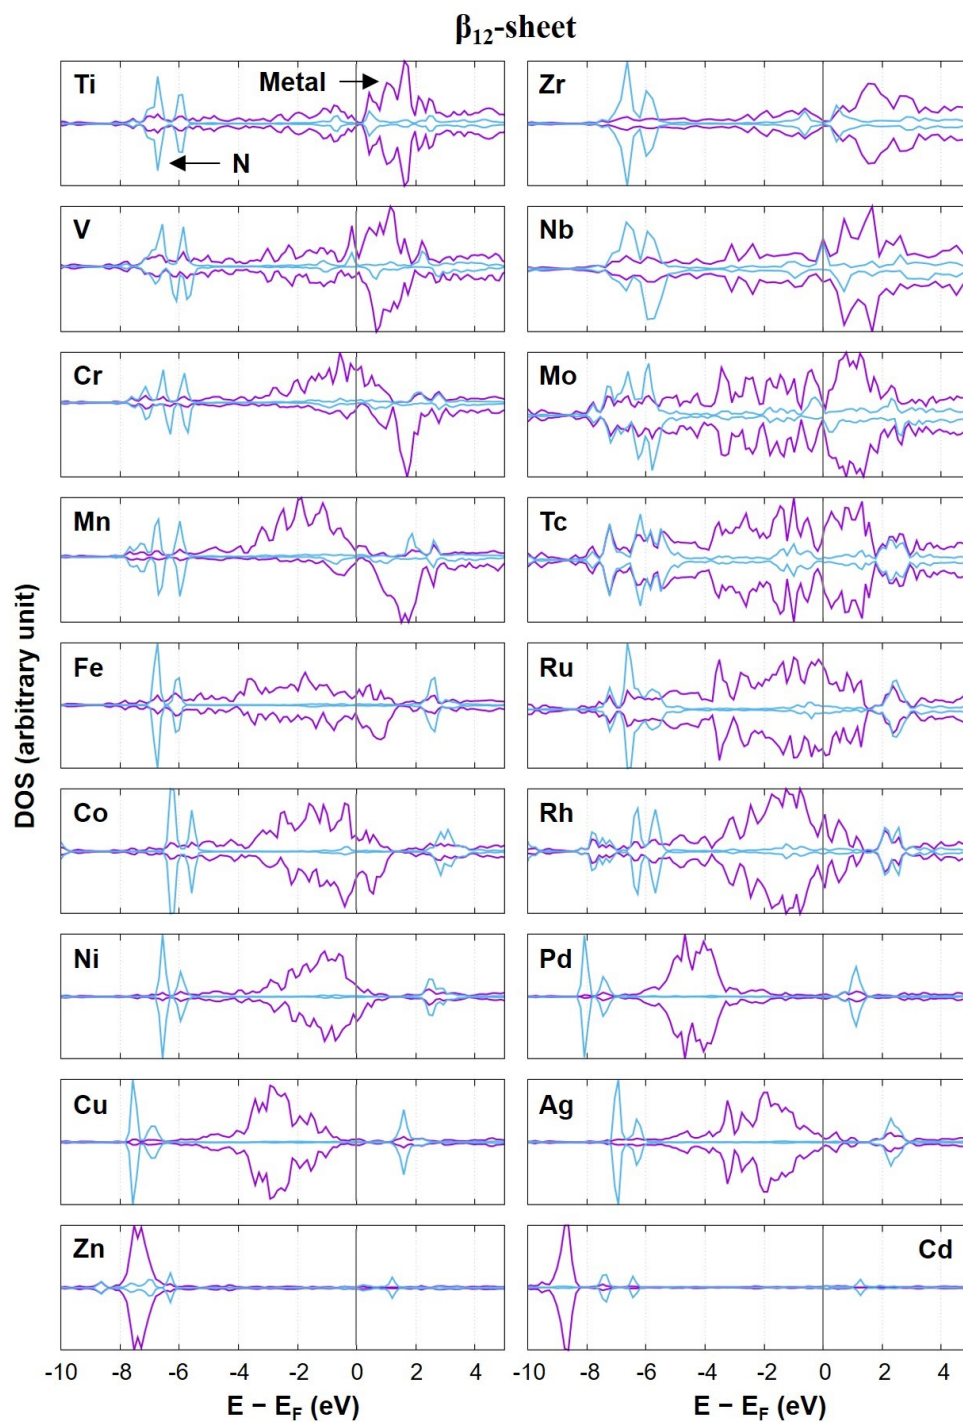 β₁₂-sheet
Ti
Metal
N
Zr
V
Nb
Cr
Mo
Mn
Tc
Fe
Ru
Co
Rh
Ni
Pd
Cu
Ag
Zn
Cd
DOS (arbitrary unit)
-10 -8 -6 -4 -2 0 2 4
-10 -8 -6 -4 -2 0 2 4
E − E_F (eV)
E − E_F (eV)